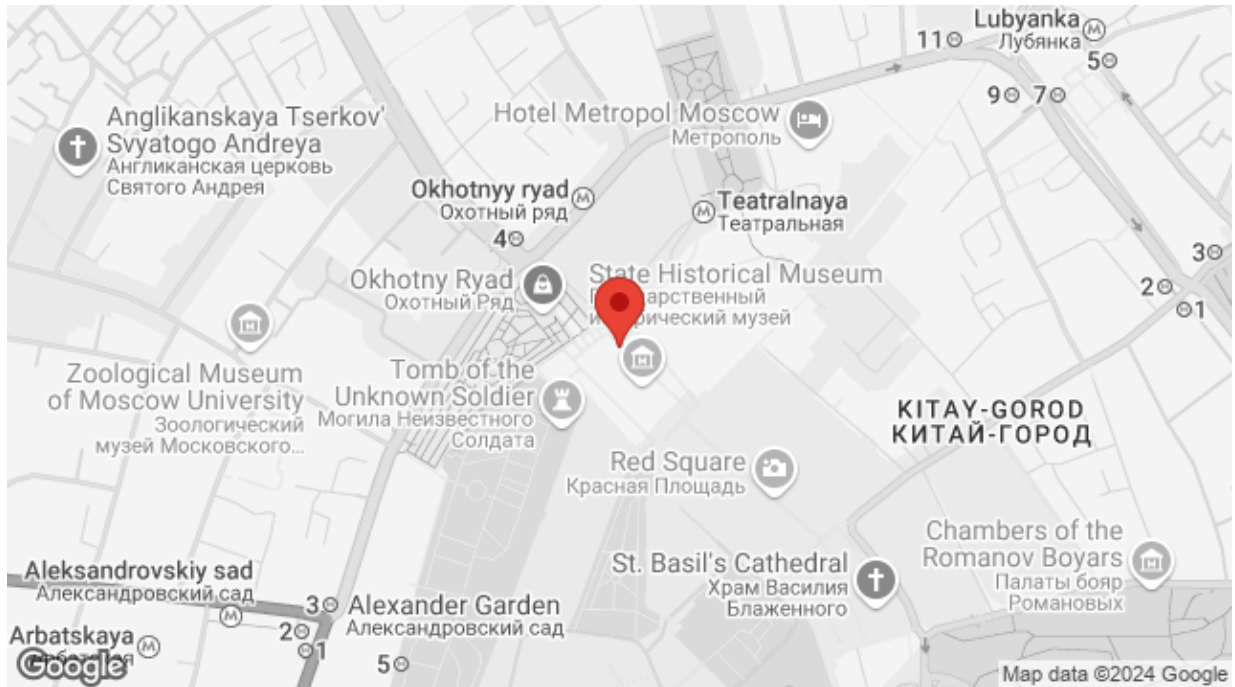 Lubyanka
Лубянка
11
5
9
7
Hotel Metropol Moscow
Метрополь
Anglikanskaya Tserkov'
Svyatogo Andreya
Англиканская церковь
Святого Андрея
Okhotnyy ryad
Охотный ряд
4
Teatralnaya
Театральная
3
2
1
Okhotny Ryad
Охотный Ряд
State Historical Museum
музей
Zoological Museum
of Moscow University
Зоологический
музей Московского...
Tomb of the
Unknown Soldier
Могила Неизвестного
Солдата
KITAY-GOROD
КИТАЙ-ГОРОД
Red Square
Красная Площадь
Chambers of the
Romanov Boyars
Палаты бояр
Романовых
St. Basil's Cathedral
Храм Василия
Блаженного
Aleksandrovskiy sad
Александровский сад
3
2
1
Alexander Garden
Александровский сад
5
Arbatskaya
Google
Map data ©2024 Google